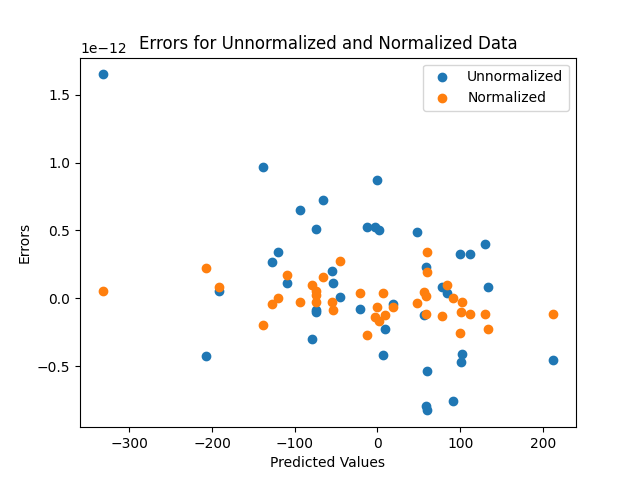 Errors for Unnormalized and Normalized Data
1e−12
Unnormalized
Normalized
1.5
1.0
0.5
0.0
−0.5
Errors
−300
−200
−100
0
100
200
Predicted Values